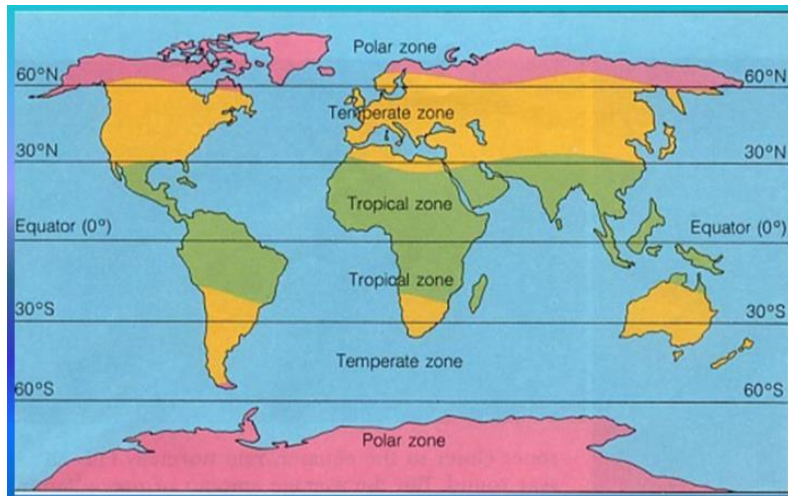 Polar zone
60°N
60°N
Temperate zone
30°N
30°N
Tropical zone
Equator (0°)
Equator (0°)
Tropical zone
30°S
30°S
Temperate zone
60°S
60°S
Polar zone